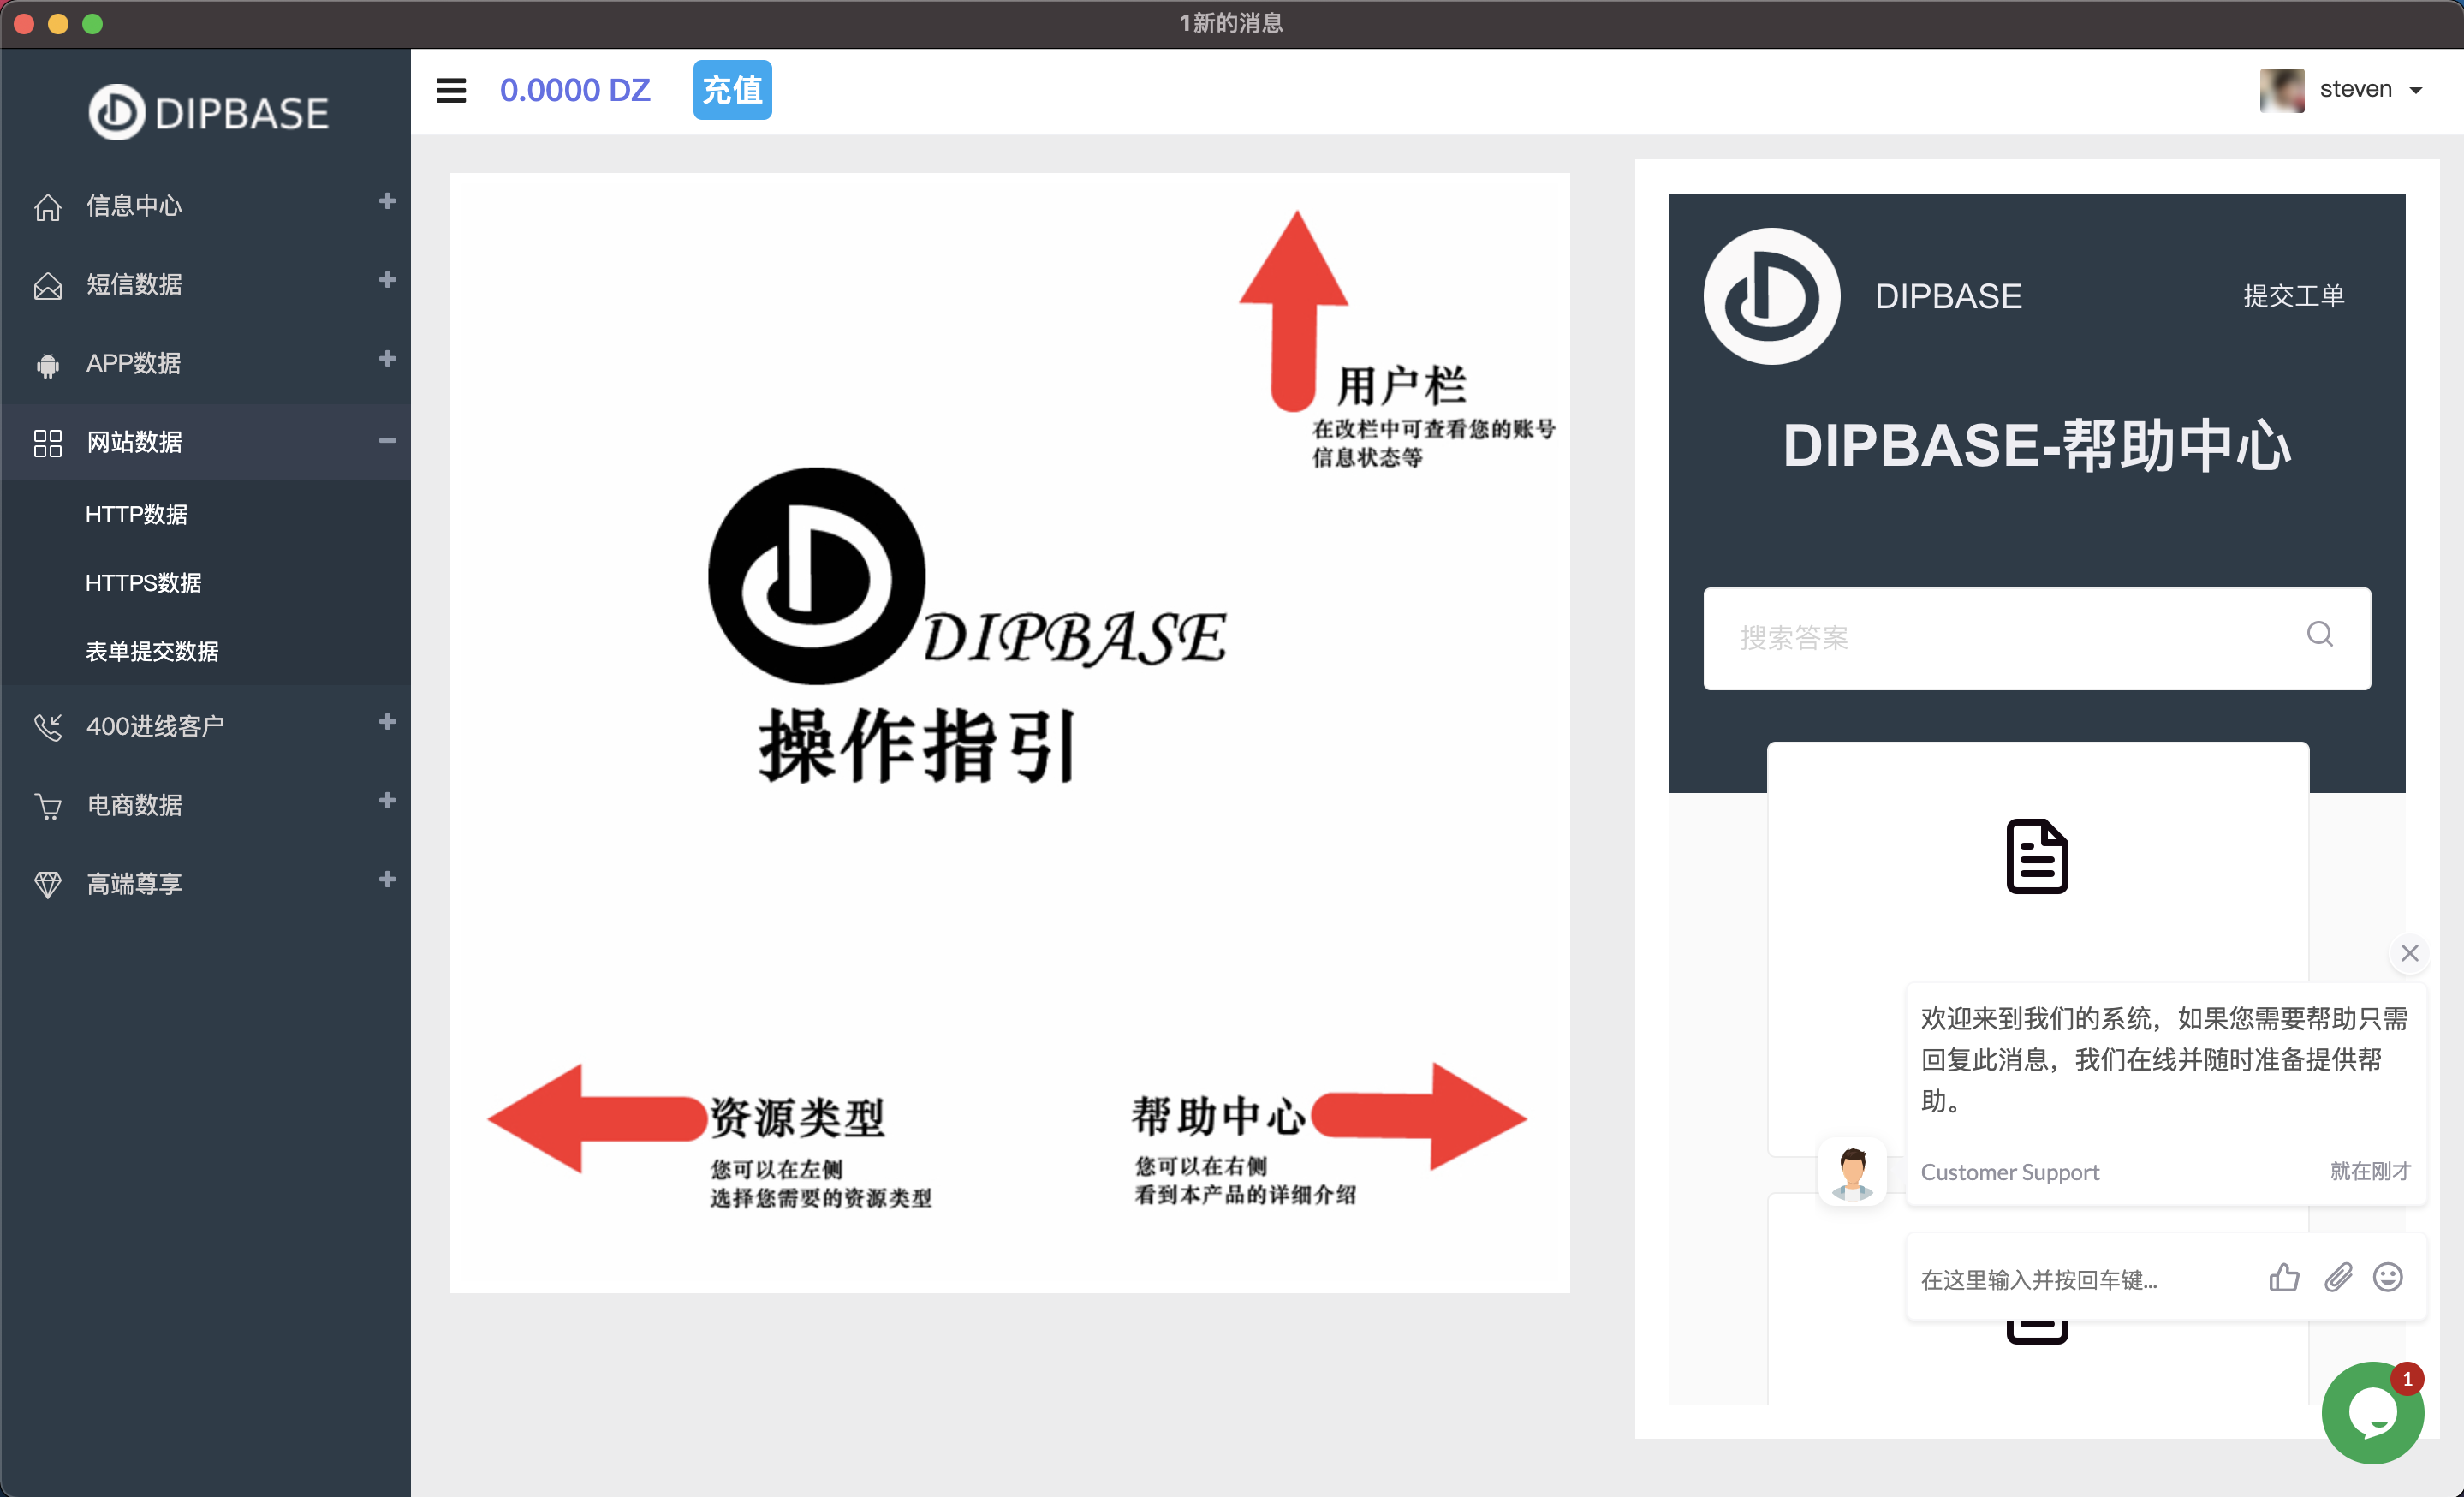 1新的消息
DIPBASE
0.0000 DZ
充值
steven
信息中心
短信数据
APP数据
网站数据
HTTP数据
HTTPS数据
表单提交数据
400进线客户
电商数据
高端尊享
用户栏
在改栏中可查看您的账号
信息状态等
DIPBASE
操作指引
资源类型
您可以在左侧
选择您需要的资源类型
帮助中心
您可以在右侧
看到本产品的详细介绍
DIPBASE
提交工单
DIPBASE-帮助中心
搜索答案
欢迎来到我们的系统，如果您需要帮助只需
回复此消息，我们在线并随时准备提供帮
助。
Customer Support
就在刚才
在这里输入并按回车键...
1